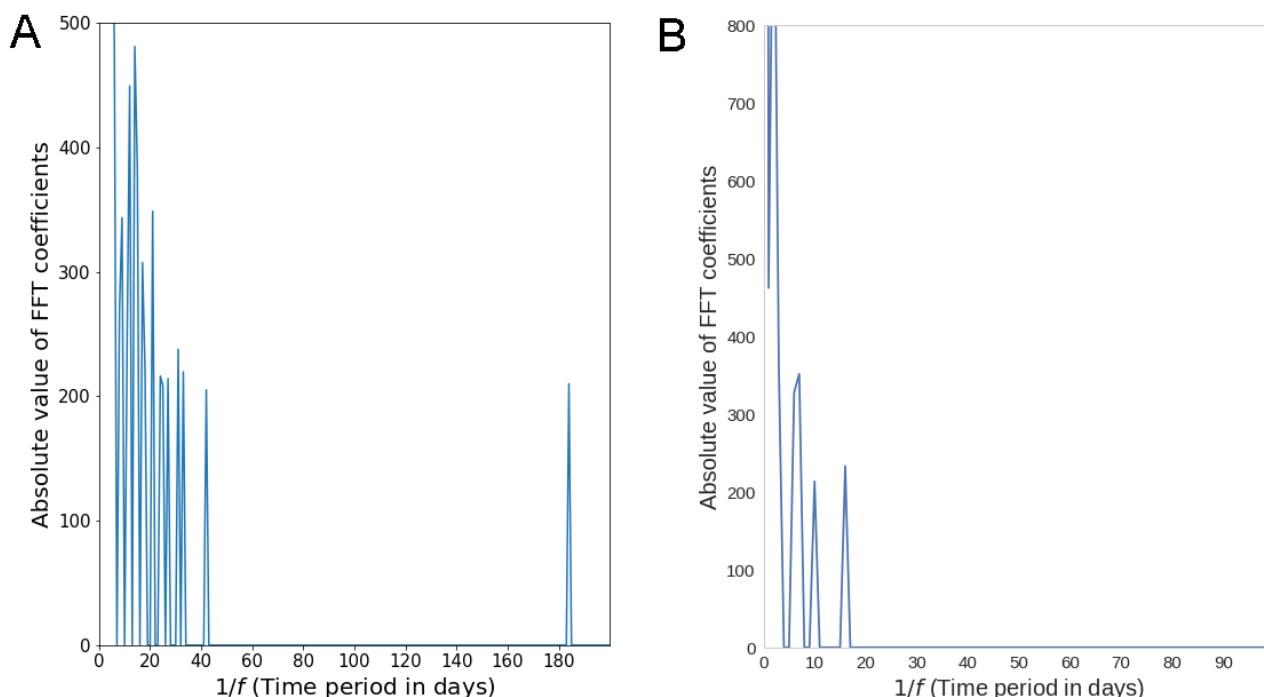 A
500
400
300
200
100
0
Absolute value of FFT coefficients
0 20 40 60 80 100 120 140 160 180
1/f (Time period in days)
B
800
700
600
500
400
300
200
100
0
Absolute value of FFT coefficients
0 10 20 30 40 50 60 70 80 90
1/f (Time period in days)